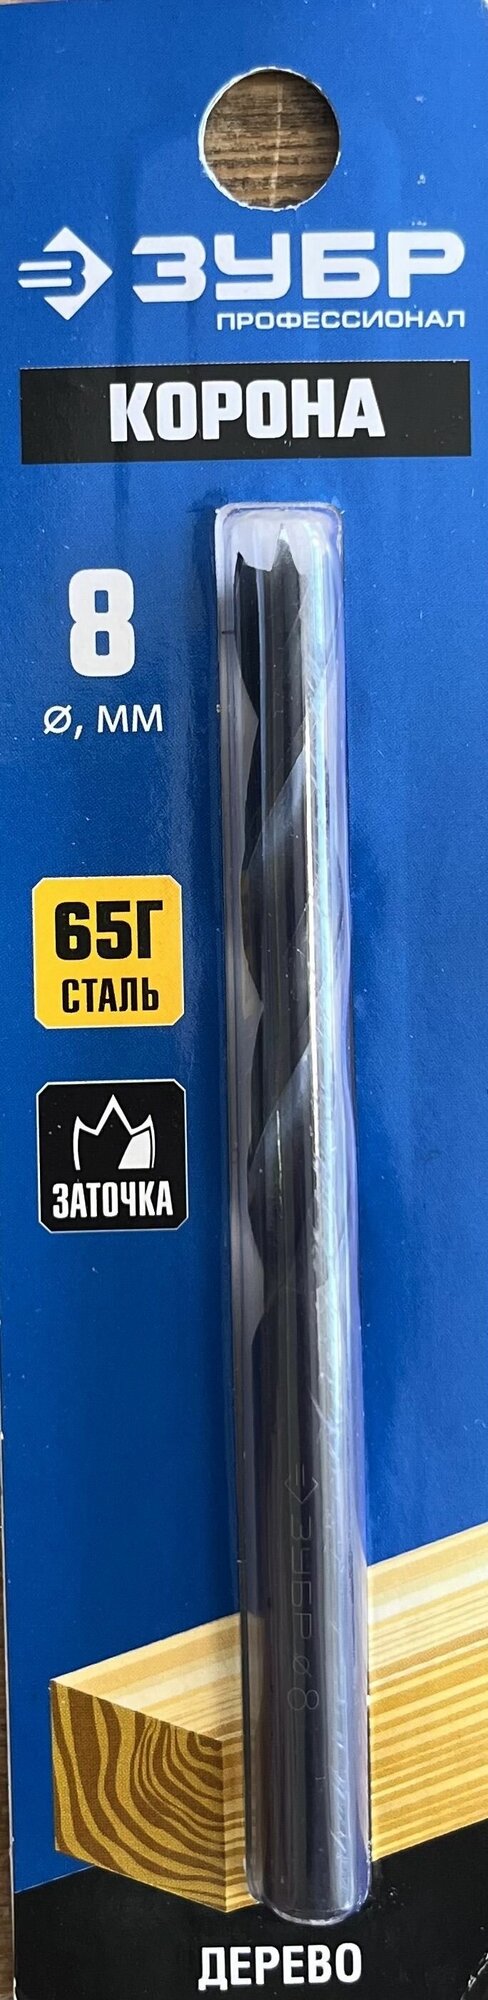 ЗУБР
ПРОФЕССИОНАЛ
КОРОНА
8
Ø, ММ
65Г
СТАЛЬ
ЗАТОЧКА
ЗУБР Ø 8
ДЕРЕВО